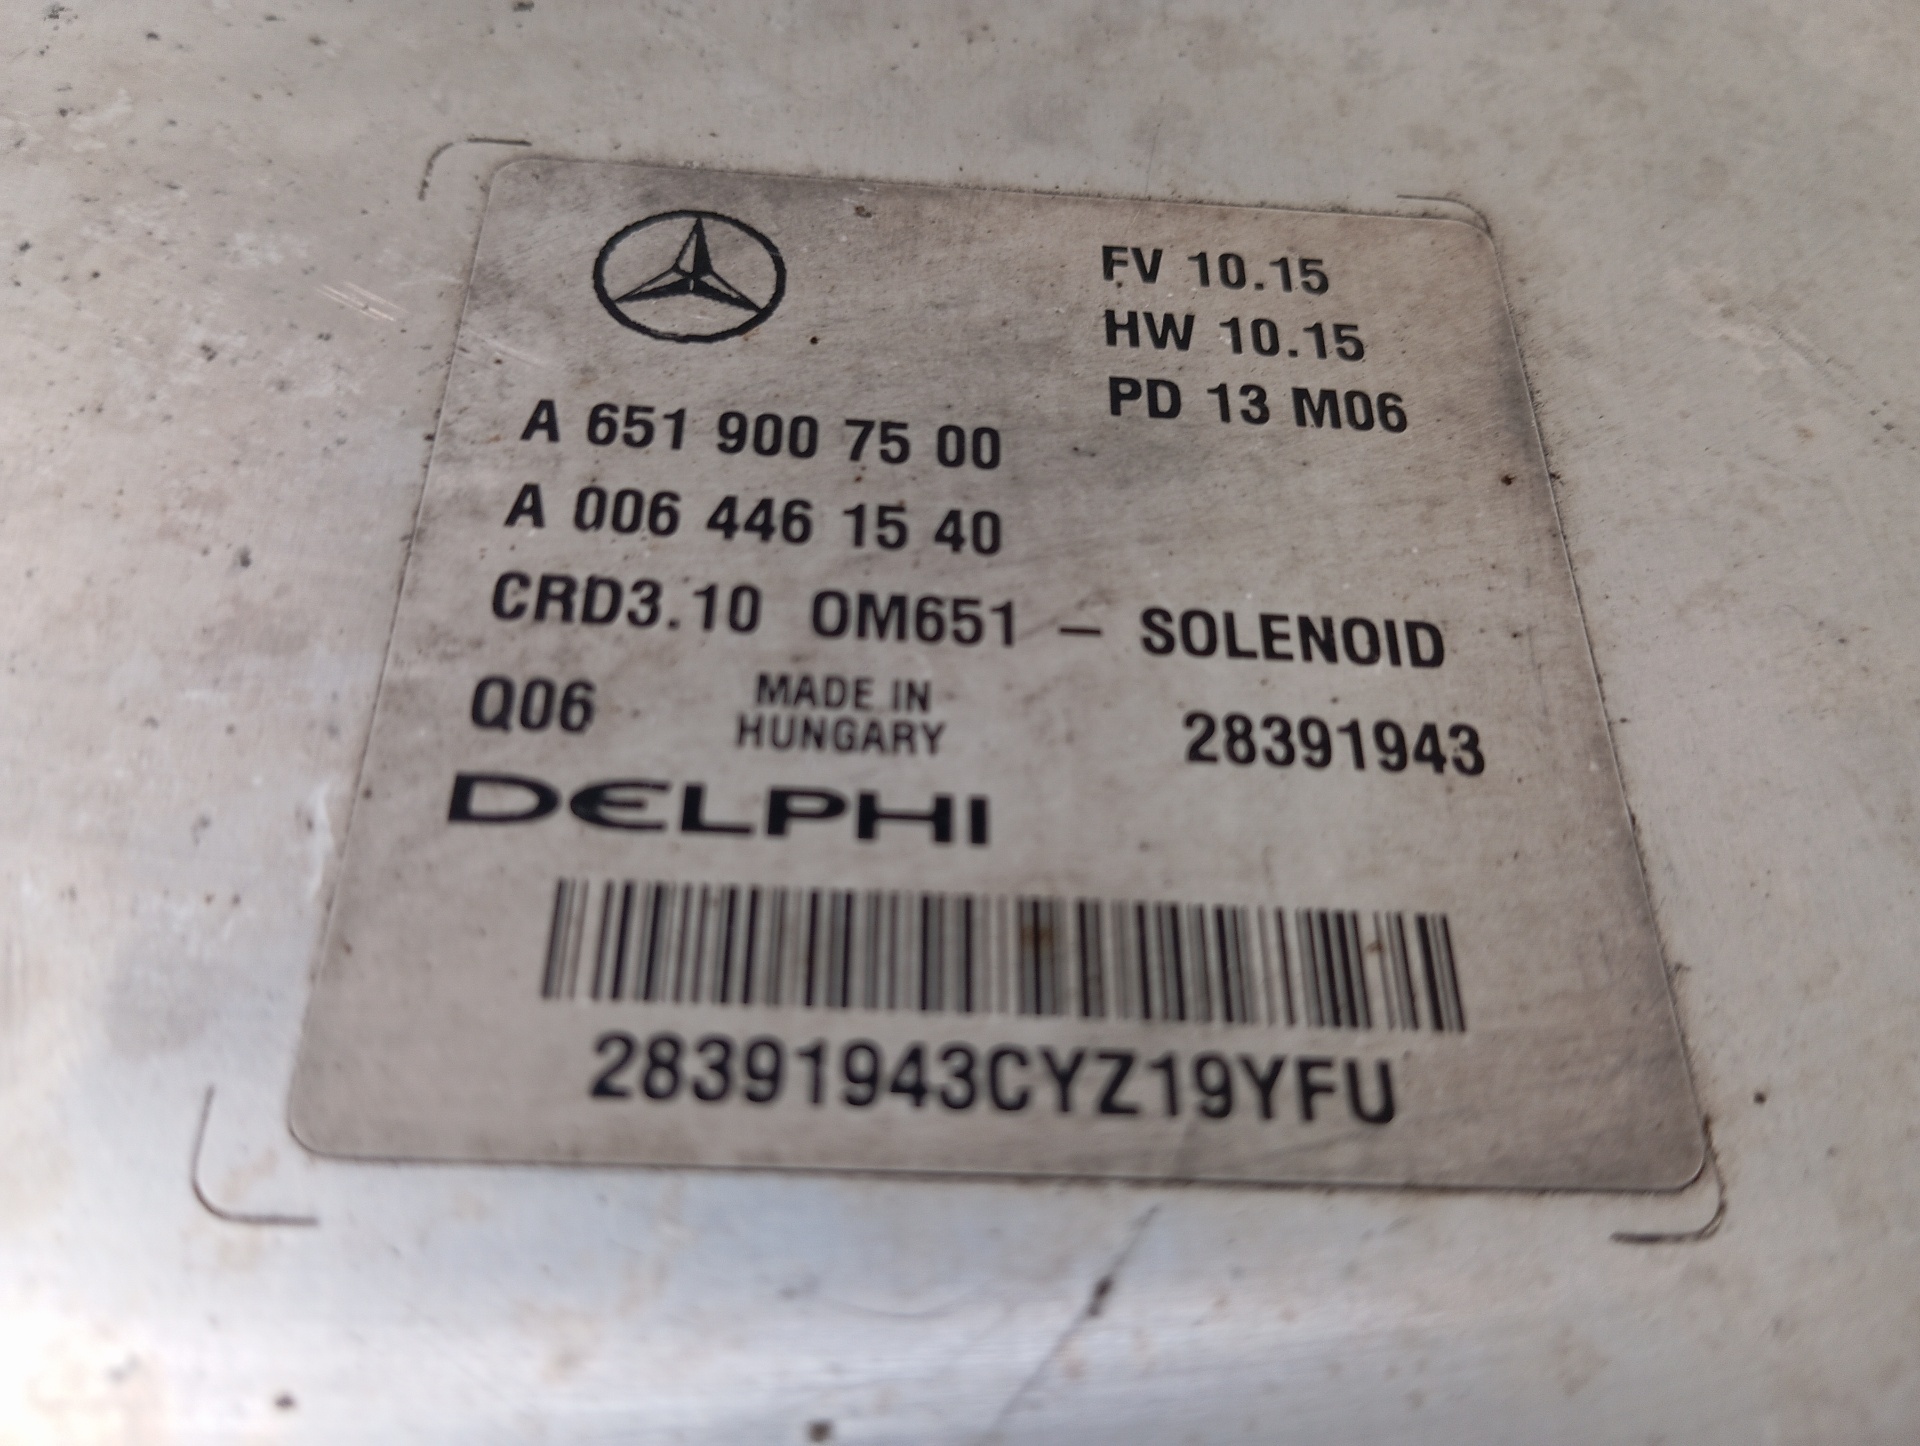 FV 10.15
HW 10.15
PD 13 M06
A 651 900 75 00
A 006 446 15 40
CRD3.10 OM651 – SOLENOID
Q06 MADE IN HUNGARY 28391943
DELPHI
28391943CYZ19YFU